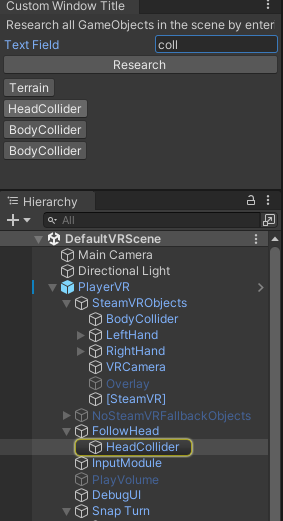 Custom Window Title
Research all GameObjects in the scene by enter
Text Field coll
Research
Terrain
HeadCollider
BodyCollider
BodyCollider
Hierarchy
All
DefaultVRScene
Main Camera
Directional Light
PlayerVR
SteamVRObjects
BodyCollider
LeftHand
RightHand
VRCamera
Overlay
[SteamVR]
NoSteamVRFallbackObjects
FollowHead
HeadCollider
InputModule
PlayVolume
DebugUI
Snap Turn